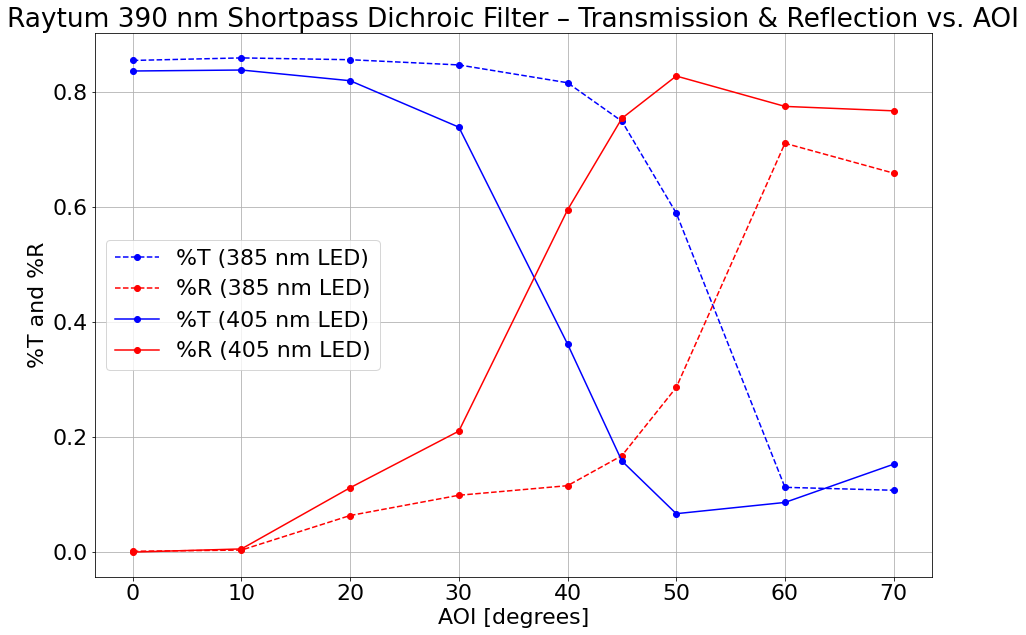 Raytum 390 nm Shortpass Dichroic Filter – Transmission & Reflection vs. AOI
%T and %R
0.8
0.6
0.4
0.2
0.0
%T (385 nm LED)
%R (385 nm LED)
%T (405 nm LED)
%R (405 nm LED)
0 10 20 30 40 50 60 70
AOI [degrees]